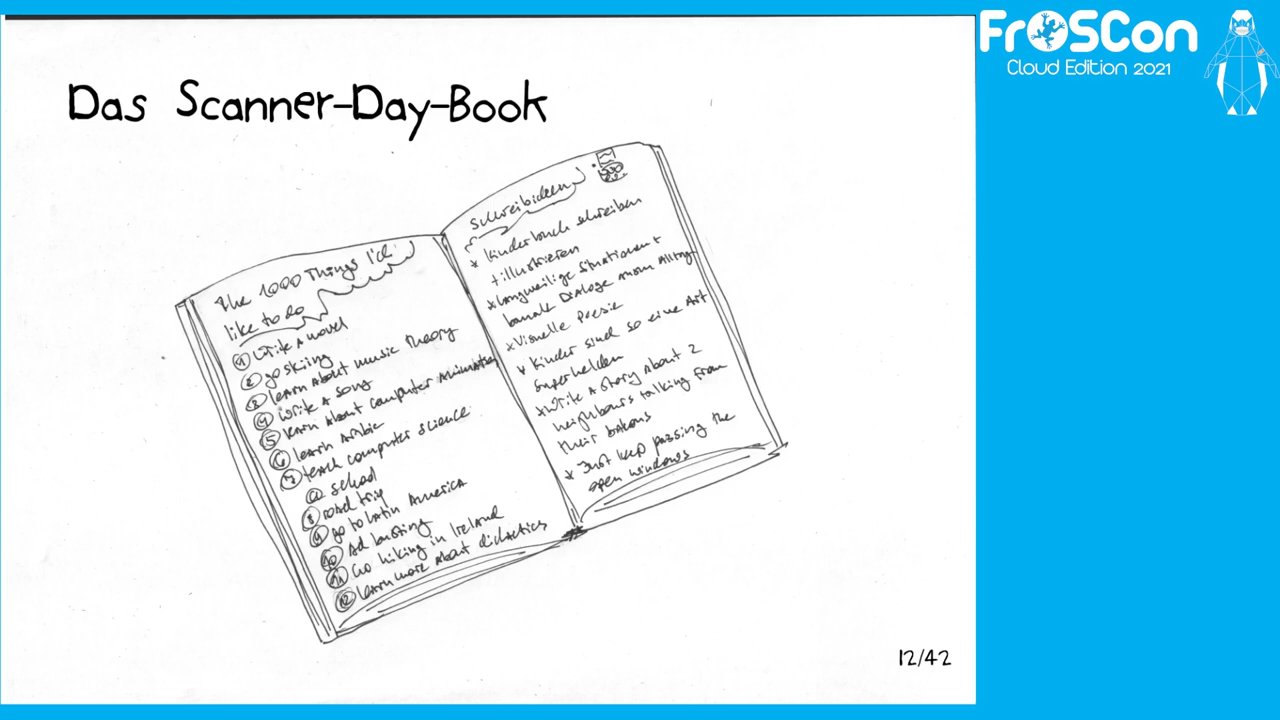 Das Scanner-Day-Book
The 1000 Things I'd
like to do
1 Write A novel
2 go skiing
3 learn About music Theory
4 write A song
5 learn About computer Animation
6 learn Arabic
7 teach computer science
@ school
8 road trip
9 go to Latin America
10 Ad busting
11 Go hiking in Ireland
12 learn more About didactics
Schreibideen
* Kinderbuch schreiben
+ illustrieren
* langweilige Situationen +
banale Dialoge Alltag
* Visuelle Poesie
* Kinder sind so eine Art
Superhelden
* Write A story About 2
neighbours talking From
their
* Just keep passing the
open windows
12/42
FrOSCon
Cloud Edition 2021